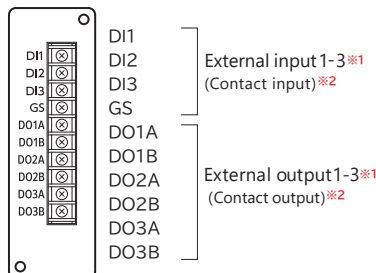 DI1
DI2
DI3
GS
DO1A
DO1B
DO2A
DO2B
DO3A
DO3B
DI1
DI2
DI3
GS
DO1A
DO1B
DO2A
DO2B
DO3A
DO3B
External input1-3※1
(Contact input)※2
External output1-3※1
(Contact output)※2